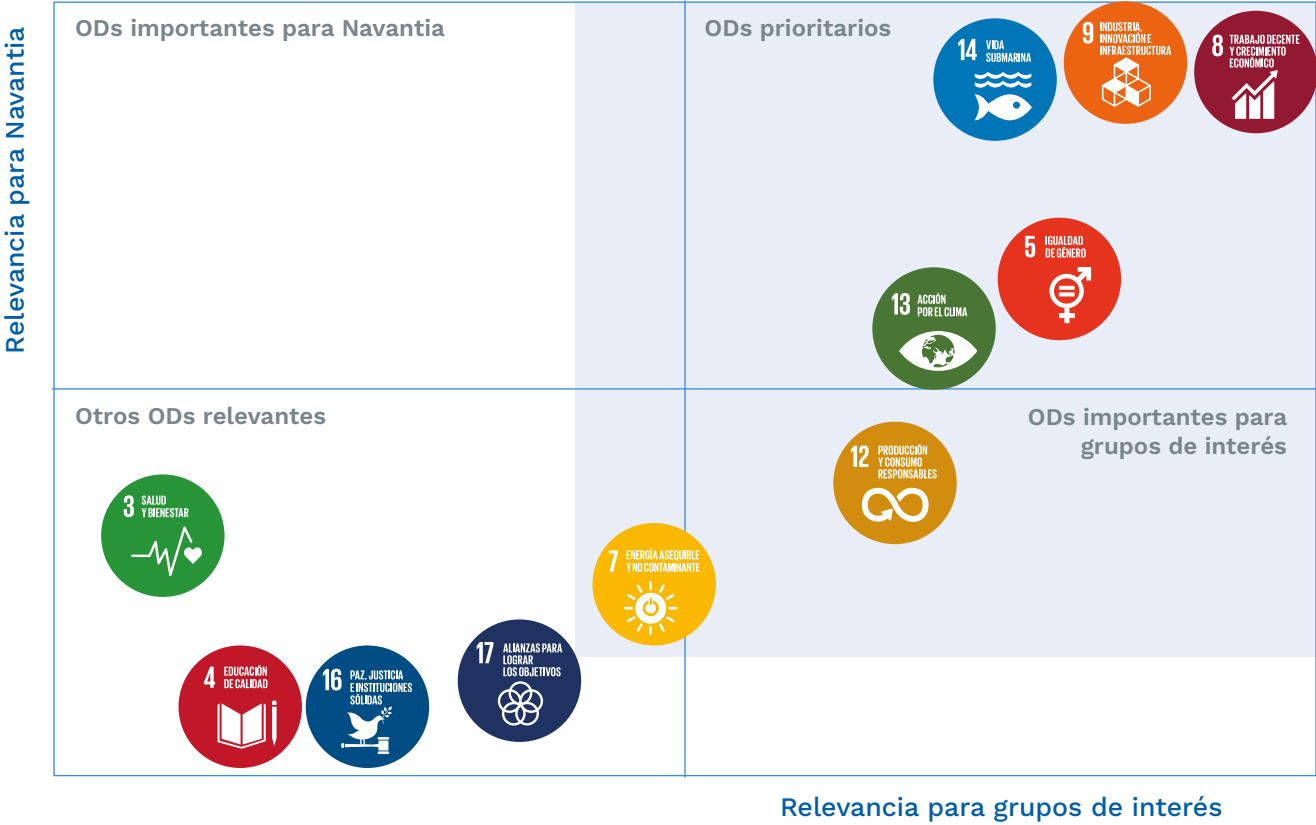 Relevancia para Navantia
ODs importantes para Navantia
ODs prioritarios
14 VIDA
SUBMARINA
9 INDUSTRIA,
INNOVACIÓN E
INFRAESTRUCTURA
8 TRABAJO DECENTE
Y CRECIMIENTO
ECONÓMICO
5 IGUALDAD
DE GÉNERO
13 ACCIÓN
POR EL CLIMA
Otros ODs relevantes
ODs importantes para
grupos de interés
12 PRODUCCIÓN
Y CONSUMO
RESPONSABLES
3 SALUD
Y BIENESTAR
7 ENERGÍA ASEQUIBLE
Y NO CONTAMINANTE
4 EDUCACIÓN
DE CALIDAD
16 PAZ, JUSTICIA
E INSTITUCIONES
SÓLIDAS
17 ALIANZAS PARA
LOGRAR
LOS OBJETIVOS
Relevancia para grupos de interés